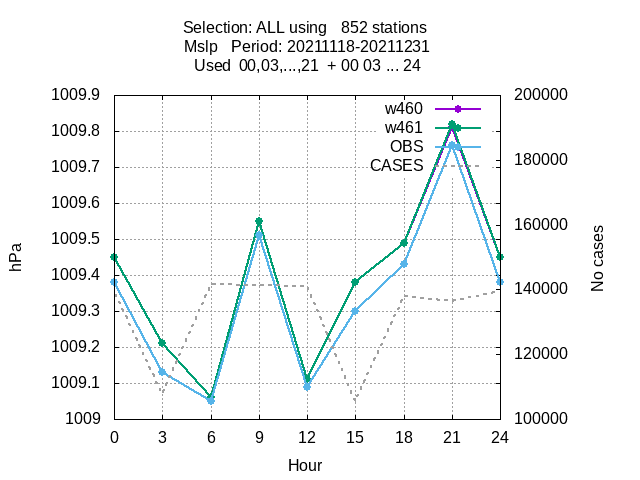 Selection: ALL using   852 stations
Mslp   Period: 20211118-20211231
Used  00,03,...,21  + 00 03 ... 24
1009.9
1009.8
1009.7
1009.6
1009.5
1009.4
1009.3
1009.2
1009.1
1009
200000
180000
160000
140000
120000
100000
w460
w461
OBS
CASES
hPa
No cases
0 3 6 9 12 15 18 21 24
Hour